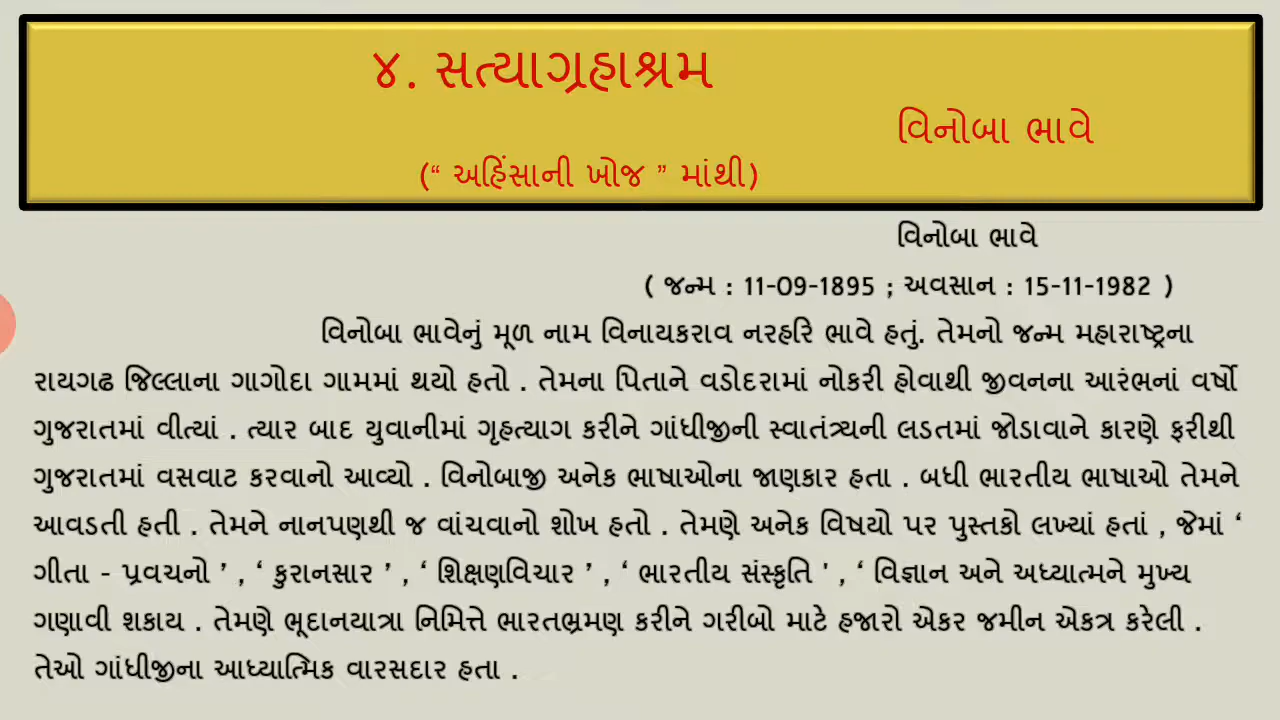 ૪. સત્યાગ્રહાશ્રમ
વિનોબા ભાવે
(“ અહિંસાની ખોજ ” માંથી)
વિનોબા ભાવે
( જન્મ : 11-09-1895 ; અવસાન : 15-11-1982 )
વિનોબા ભાવેનું મૂળ નામ વિનાયકરાવ નરહરિ ભાવે હતું. તેમનો જન્મ મહારાષ્ટ્રના
રાયગઢ જિલ્લાના ગાગોદા ગામમાં થયો હતો . તેમના પિતાને વડોદરામાં નોકરી હોવાથી જીવનના આરંભનાં વર્ષો
ગુજરાતમાં વીત્યાં . ત્યાર બાદ યુવાનીમાં ગૃહત્યાગ કરીને ગાંધીજીની સ્વાતંત્ર્યની લડતમાં જોડાવાને કારણે ફરીથી
ગુજરાતમાં વસવાટ કરવાનો આવ્યો . વિનોબાજી અનેક ભાષાઓના જાણકાર હતા . બધી ભારતીય ભાષાઓ તેમને
આવડતી હતી . તેમને નાનપણથી જ વાંચવાનો શોખ હતો . તેમણે અનેક વિષયો પર પુસ્તકો લખ્યાં હતાં , જેમાં ‘
ગીતા - પ્રવચનો ’ , ‘ કુરાનસાર ’ , ‘ શિક્ષણવિચાર ’ , ‘ ભારતીય સંસ્કૃતિ ' , ‘ વિજ્ઞાન અને અધ્યાત્મને મુખ્ય
ગણાવી શકાય . તેમણે ભૂદાનયાત્રા નિમિત્તે ભારતભ્રમણ કરીને ગરીબો માટે હજારો એકર જમીન એકત્ર કરેલી .
તેઓ ગાંધીજીના આધ્યાત્મિક વારસદાર હતા .